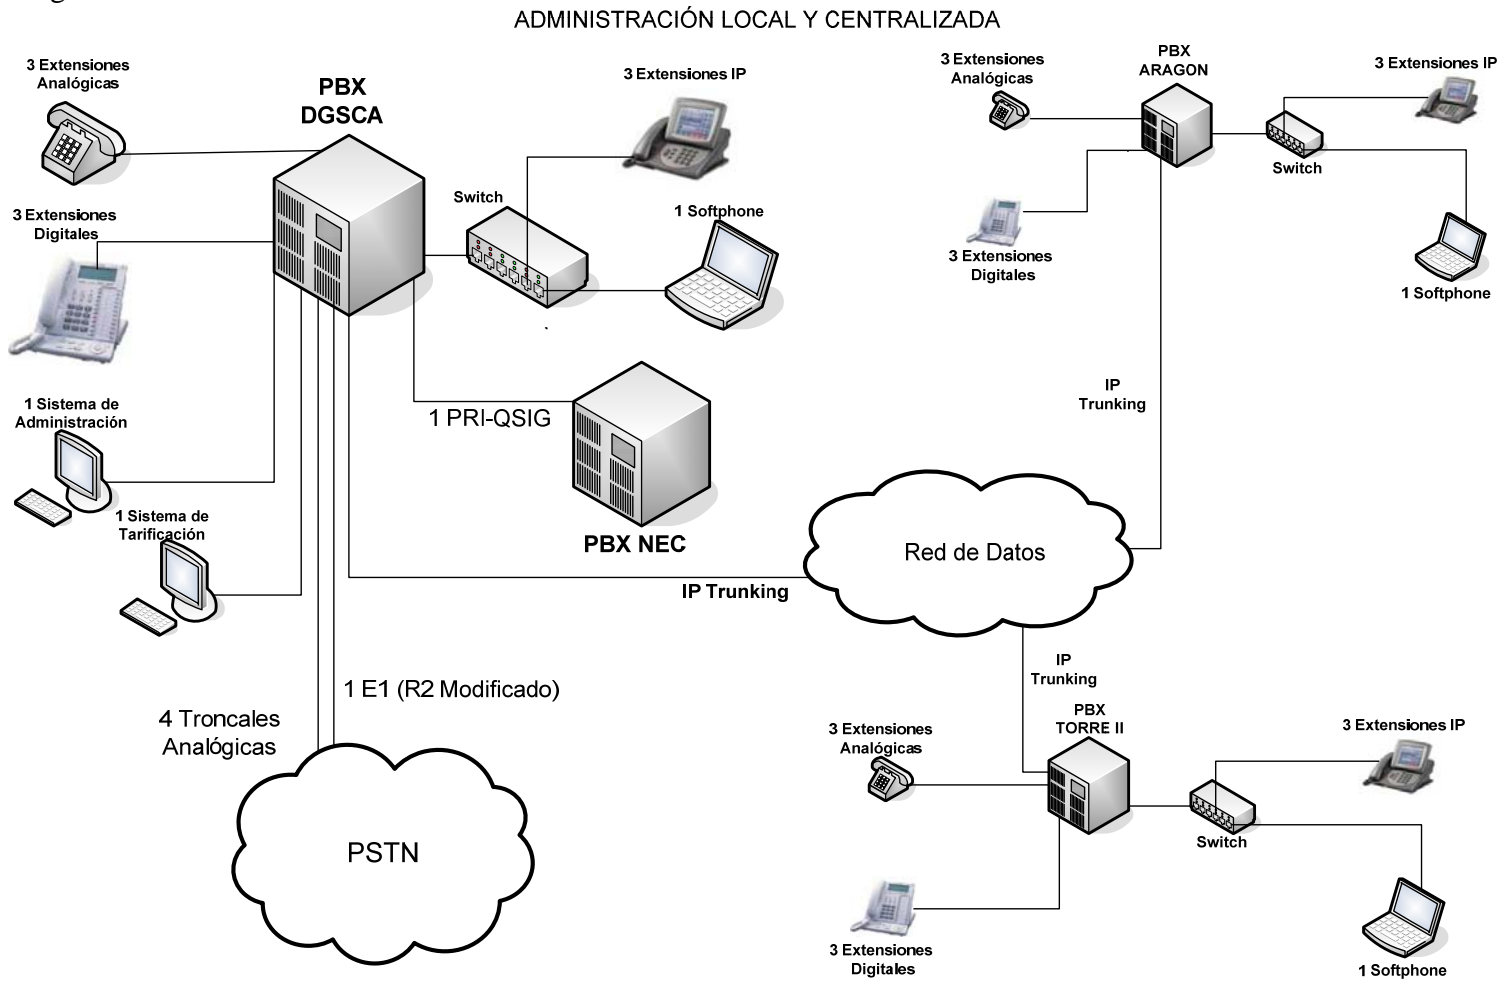 ADMINISTRACIÓN LOCAL Y CENTRALIZADA
3 Extensiones
Analógicas
PBX
DGSCA
3 Extensiones IP
Switch
1 Softphone
3 Extensiones
Digitales
1 Sistema de
Administración
1 Sistema de
Tarificación
1 PRI-QSIG
PBX NEC
IP Trunking
Red de Datos
4 Troncales
Analógicas
1 E1 (R2 Modificado)
PSTN
3 Extensiones
Analógicas
PBX
ARAGON
3 Extensiones IP
Switch
3 Extensiones
Digitales
1 Softphone
IP
Trunking
IP
Trunking
3 Extensiones
Analógicas
PBX
TORRE II
3 Extensiones IP
Switch
3 Extensiones
Digitales
1 Softphone